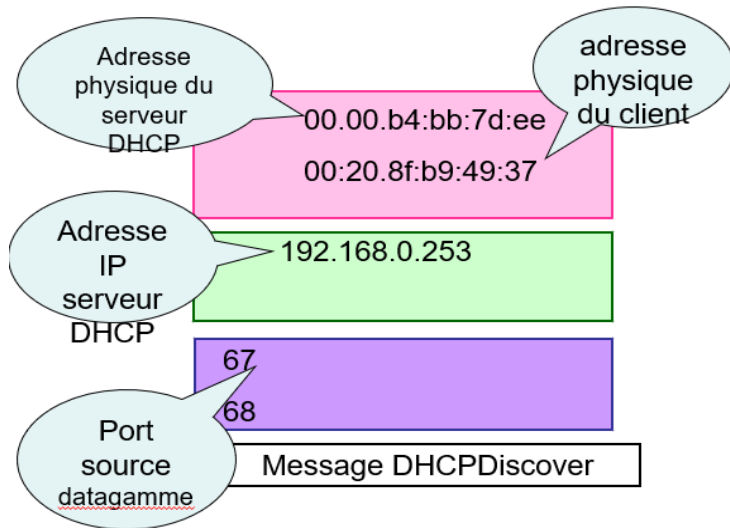 Adresse
physique du
serveur
DHCP
adresse
physique
du client
00.00.b4:bb:7d:ee
00:20.8f:b9:49:37
Adresse
IP
serveur
DHCP
192.168.0.253
67
68
Port
source
datagamme
Message DHCPDiscover